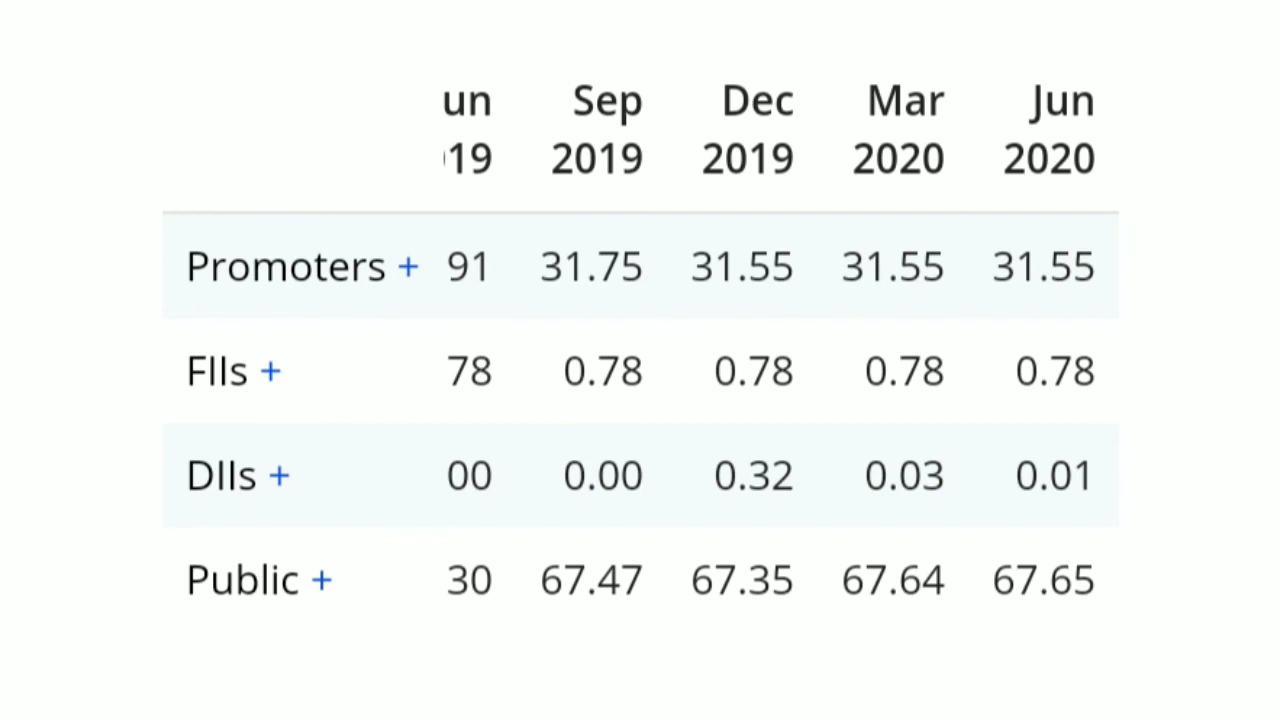 un Sep Dec Mar Jun
19 2019 2019 2020 2020
Promoters + 91 31.75 31.55 31.55 31.55
FIIs + 78 0.78 0.78 0.78 0.78
DIIs + 00 0.00 0.32 0.03 0.01
Public + 30 67.47 67.35 67.64 67.65